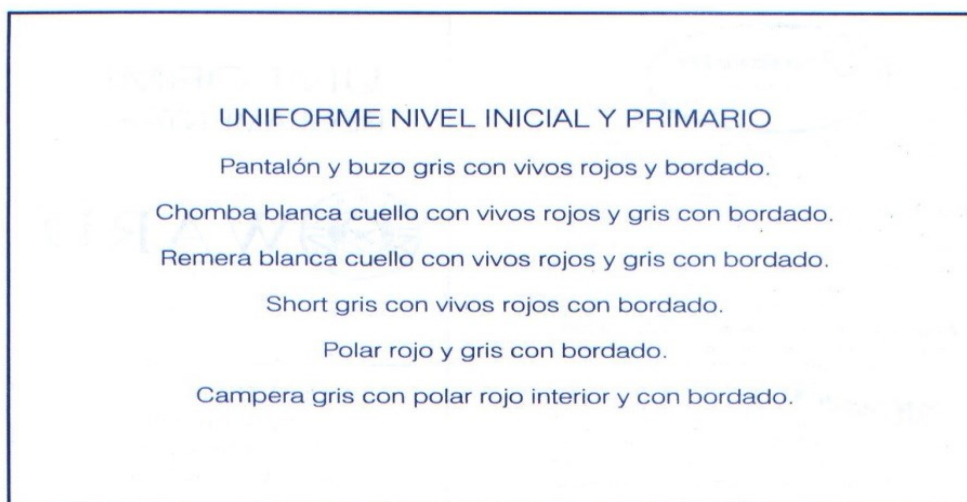 UNIFORME NIVEL INICIAL Y PRIMARIO
Pantalón y buzo gris con vivos rojos y bordado.
Chomba blanca cuello con vivos rojos y gris con bordado.
Remera blanca cuello con vivos rojos y gris con bordado.
Short gris con vivos rojos con bordado.
Polar rojo y gris con bordado.
Campera gris con polar rojo interior y con bordado.